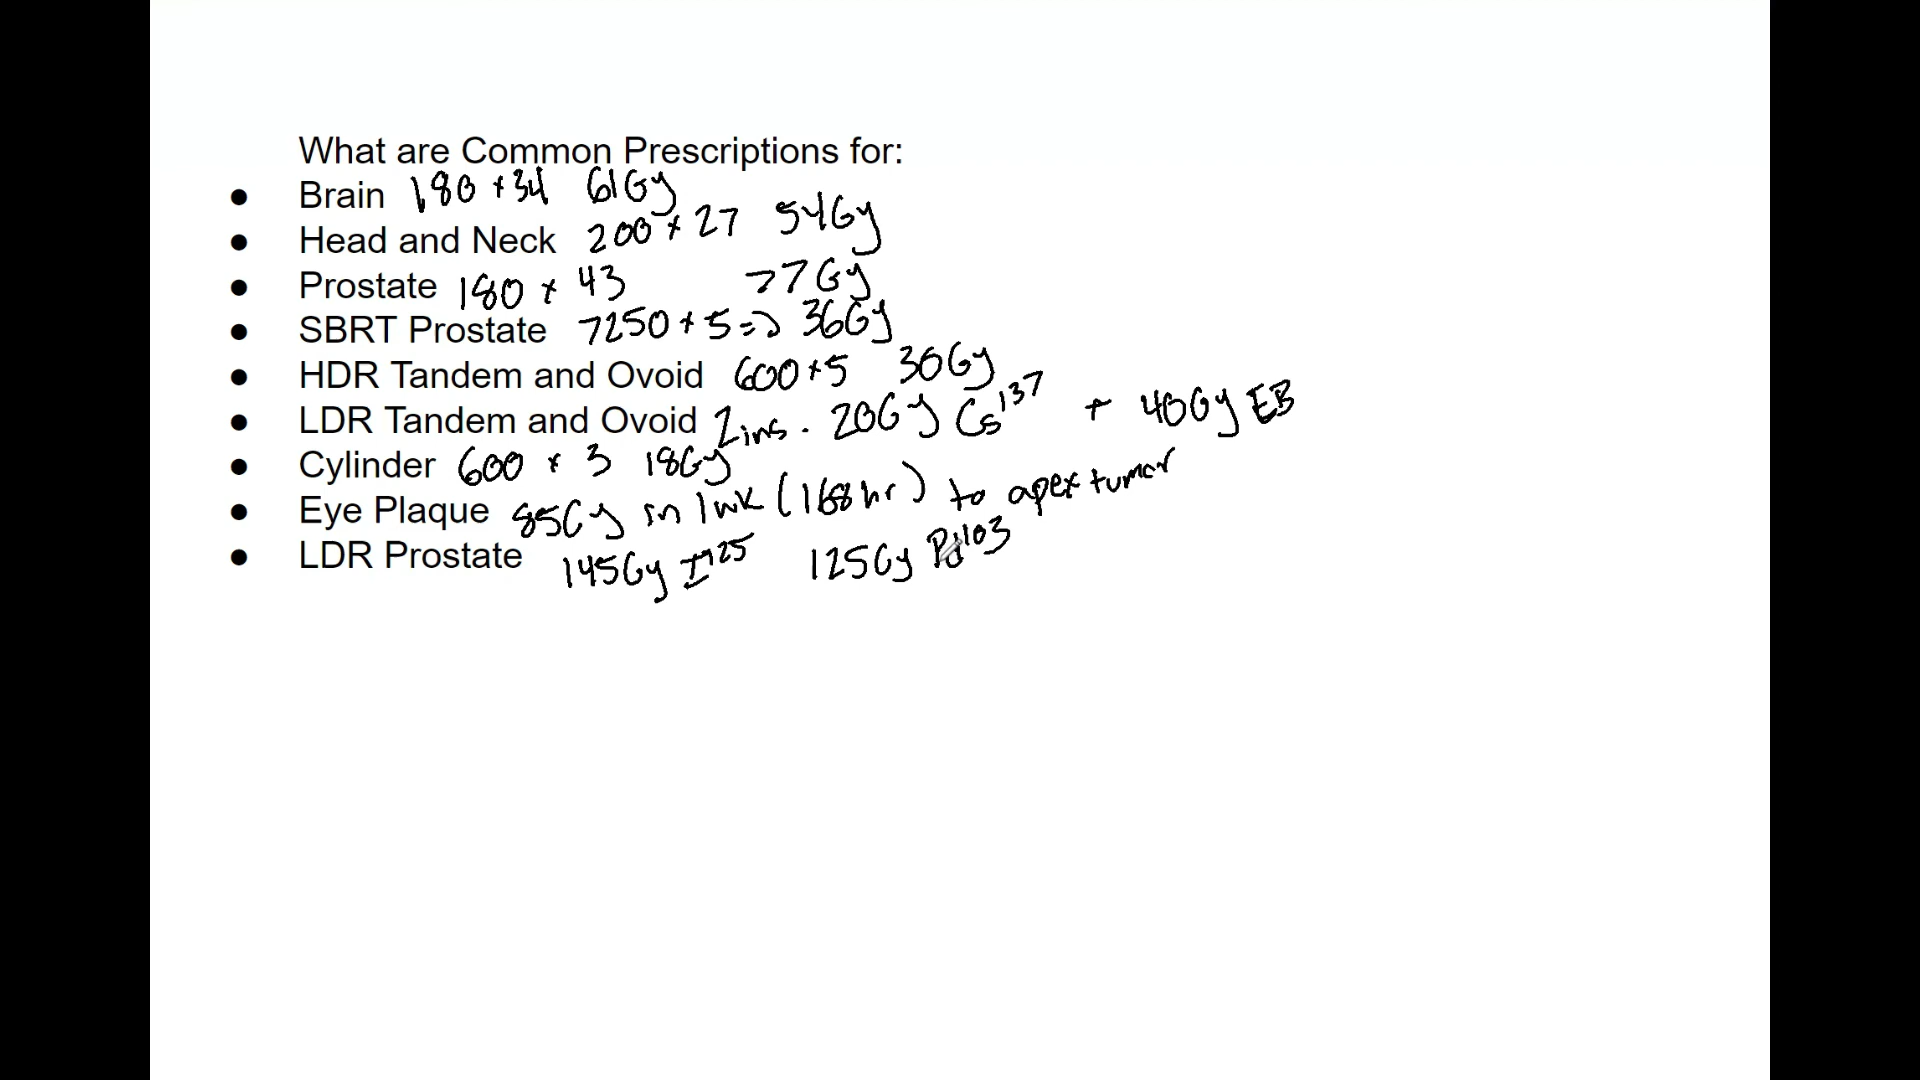 What are Common Prescriptions for:
● Brain 180 x 34 61Gy
● Head and Neck 200 x 27 54Gy
● Prostate 180 x 43 77Gy
● SBRT Prostate 7250 x 5 => 36Gy
● HDR Tandem and Ovoid 600 x 5 30Gy
● LDR Tandem and Ovoid 2 ins. 20Gy Cs137 + 40Gy EB
● Cylinder 600 x 3 18Gy
● Eye Plaque 85Gy in 1wk (168hr) to apex tumor
● LDR Prostate 145Gy I125 125Gy Pd103